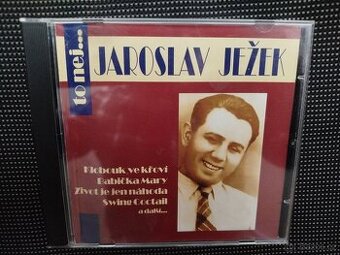 to nej...
JAROSLAV JEŽEK
Klobouk ve křoví
Babička Mary
Život je jen náhoda
Swing Coctail
a další...